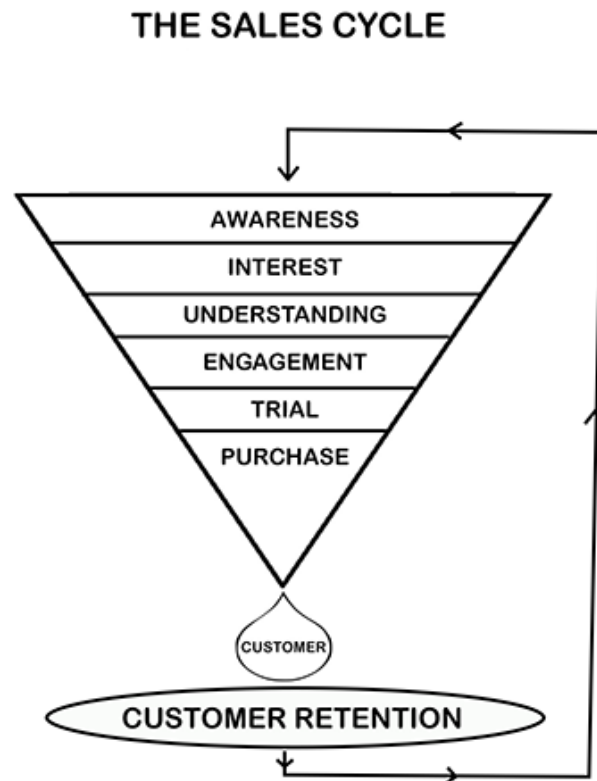 THE SALES CYCLE
AWARENESS
INTEREST
UNDERSTANDING
ENGAGEMENT
TRIAL
PURCHASE
CUSTOMER
CUSTOMER RETENTION